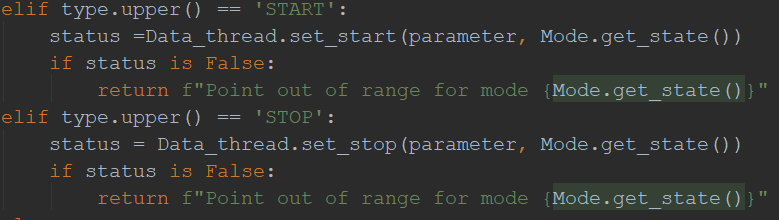 elif type.upper() == 'START':
    status =Data_thread.set_start(parameter, Mode.get_state())
    if status is False:
        return f"Point out of range for mode {Mode.get_state()}"
elif type.upper() == 'STOP':
    status = Data_thread.set_stop(parameter, Mode.get_state())
    if status is False:
        return f"Point out of range for mode {Mode.get_state()}"